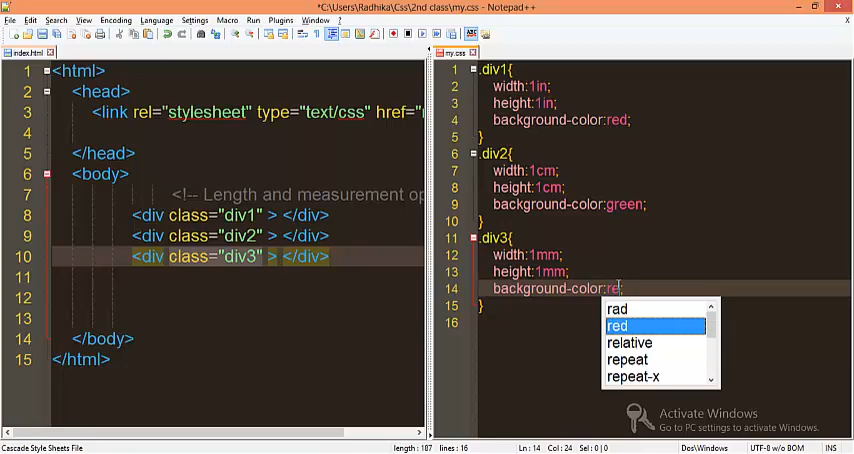 *C:\Users\Radhika\Css\2nd class\my.css - Notepad++
File Edit Search View Encoding Language Settings Macro Run Plugins Window ? X
index.html
1 <html>
2 <head>
3 <link rel="stylesheet" type="text/css" href="
4
5 </head>
6 <body>
7 <!-- Length and measurement op
8 <div class="div1" > </div>
9 <div class="div2" > </div>
10 <div class="div3" > </div>
11
12
13
14 </body>
15 </html>
my.css
1 .div1{
2 width:1in;
3 height:1in;
4 background-color:red;
5 }
6 .div2{
7 width:1cm;
8 height:1cm;
9 background-color:green;
10 }
11 .div3{
12 width:1mm;
13 height:1mm;
14 background-color:re;
15 }
16
rad
red
relative
repeat
repeat-x
Activate Windows
Go to PC settings to activate Windows.
Cascade Style Sheets File length : 187 lines : 16 Ln : 14 Col : 24 Sel : 0 | 0 Dos\Windows UTF-8 w/o BOM INS